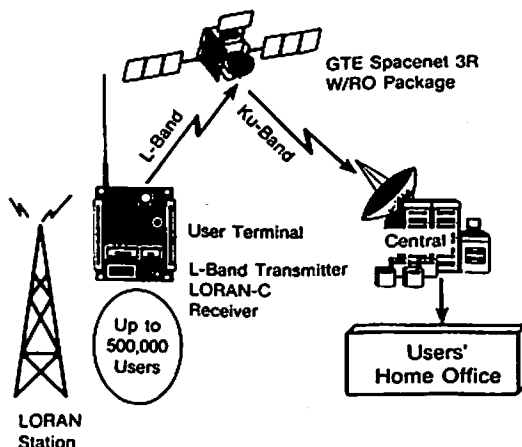 GTE Spacenet 3R
W/RO Package
L-Band
Ku-Band
User Terminal
L-Band Transmitter
LORAN-C
Receiver
Central
Up to
500,000
Users
Users'
Home Office
LORAN
Station